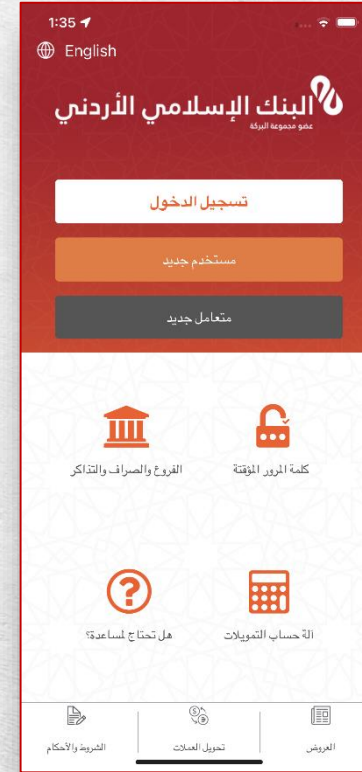 1:35
English
البنك الإسلامي الأردني
عضو مجموعة البركة
تسجيل الدخول
مستخدم جديد
متعامل جديد
كلمة المرور المؤقتة
الفروع والصراف والتذاكر
آلة حساب التمويلات
هل تحتاج لمساعدة؟
العروض
تحويل العملات
الشروط والأحكام